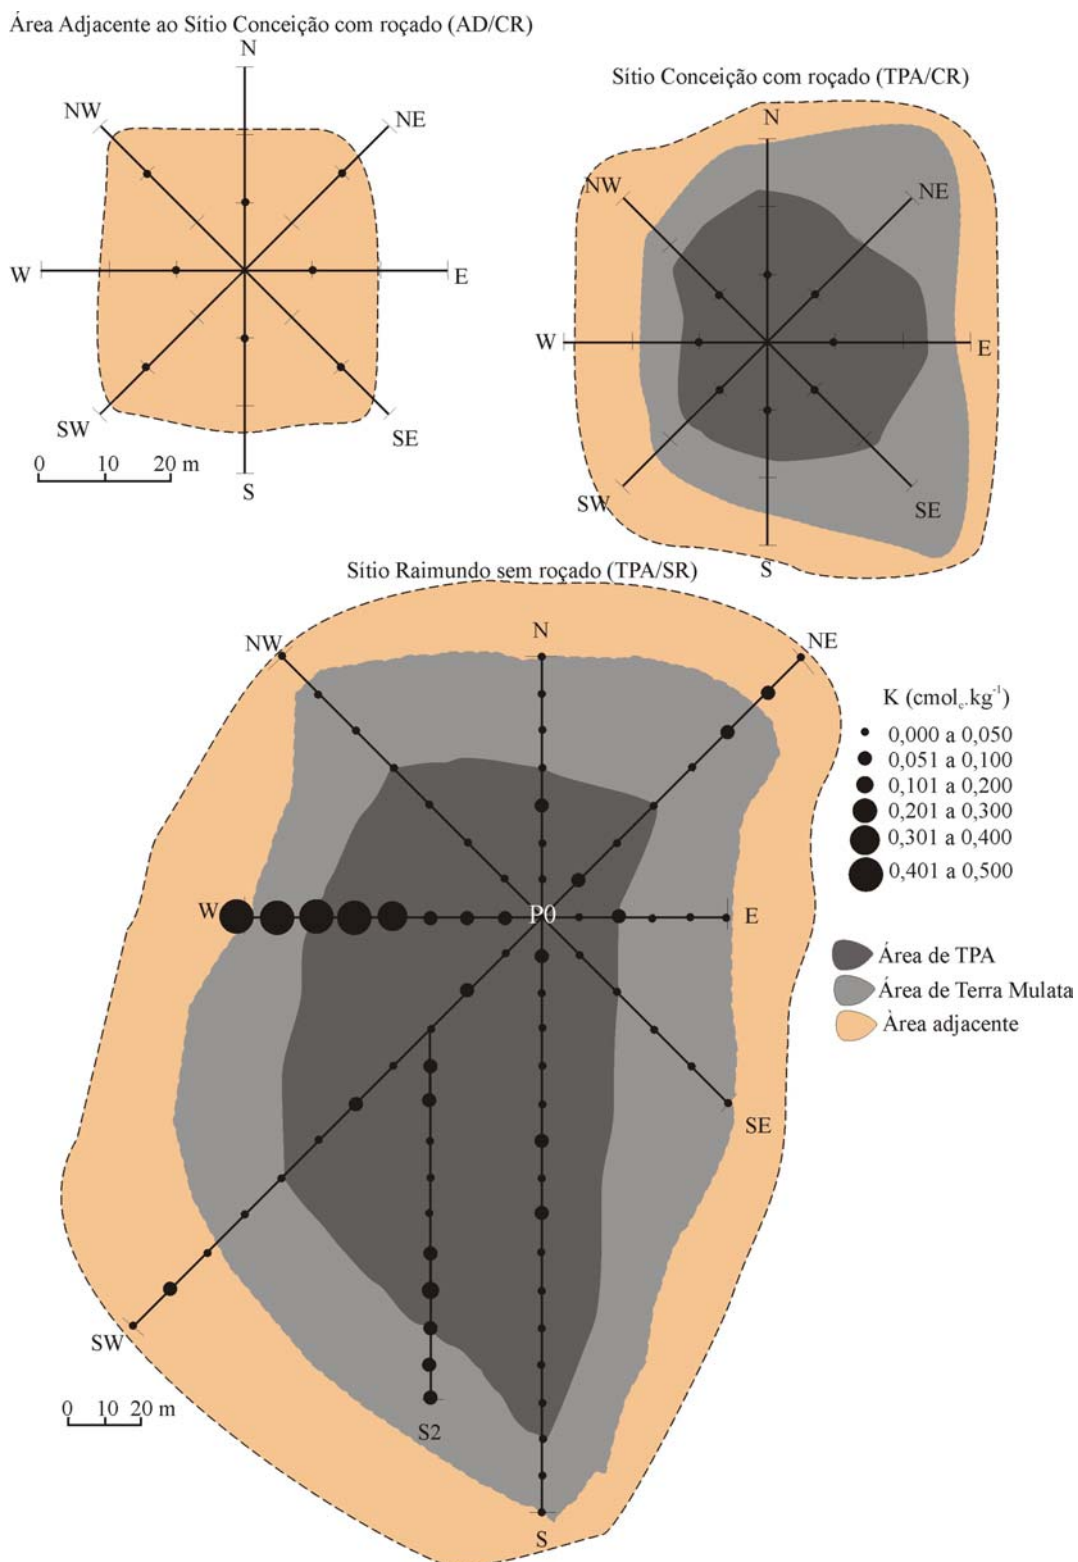 Área Adjacente ao Sítio Conceição com roçado (AD/CR)
N
NW
NE
W
E
SW
SE
S
0 10 20 m
Sítio Conceição com roçado (TPA/CR)
N
NW
NE
W
E
SW
SE
S
Sítio Raimundo sem roçado (TPA/SR)
N
NW
NE
W
P0
E
SE
SW
S2
S
0 10 20 m
K (cmolc.kg-1)
0,000 a 0,050
0,051 a 0,100
0,101 a 0,200
0,201 a 0,300
0,301 a 0,400
0,401 a 0,500
Área de TPA
Área de Terra Mulata
Àrea adjacente